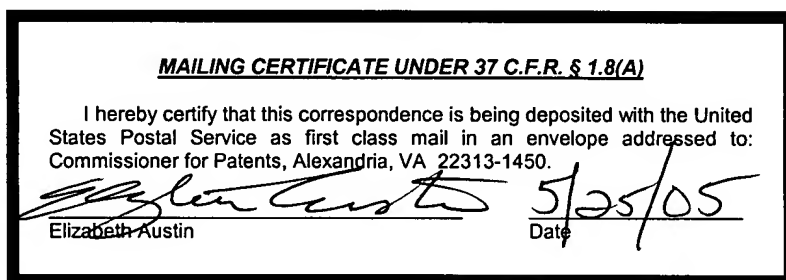 MAILING CERTIFICATE UNDER 37 C.F.R. § 1.8(A)
I hereby certify that this correspondence is being deposited with the United
States Postal Service as first class mail in an envelope addressed to:
Commissioner for Patents, Alexandria, VA 22313-1450.
Elizabeth Austin 5/25/05
Elizabeth Austin Date